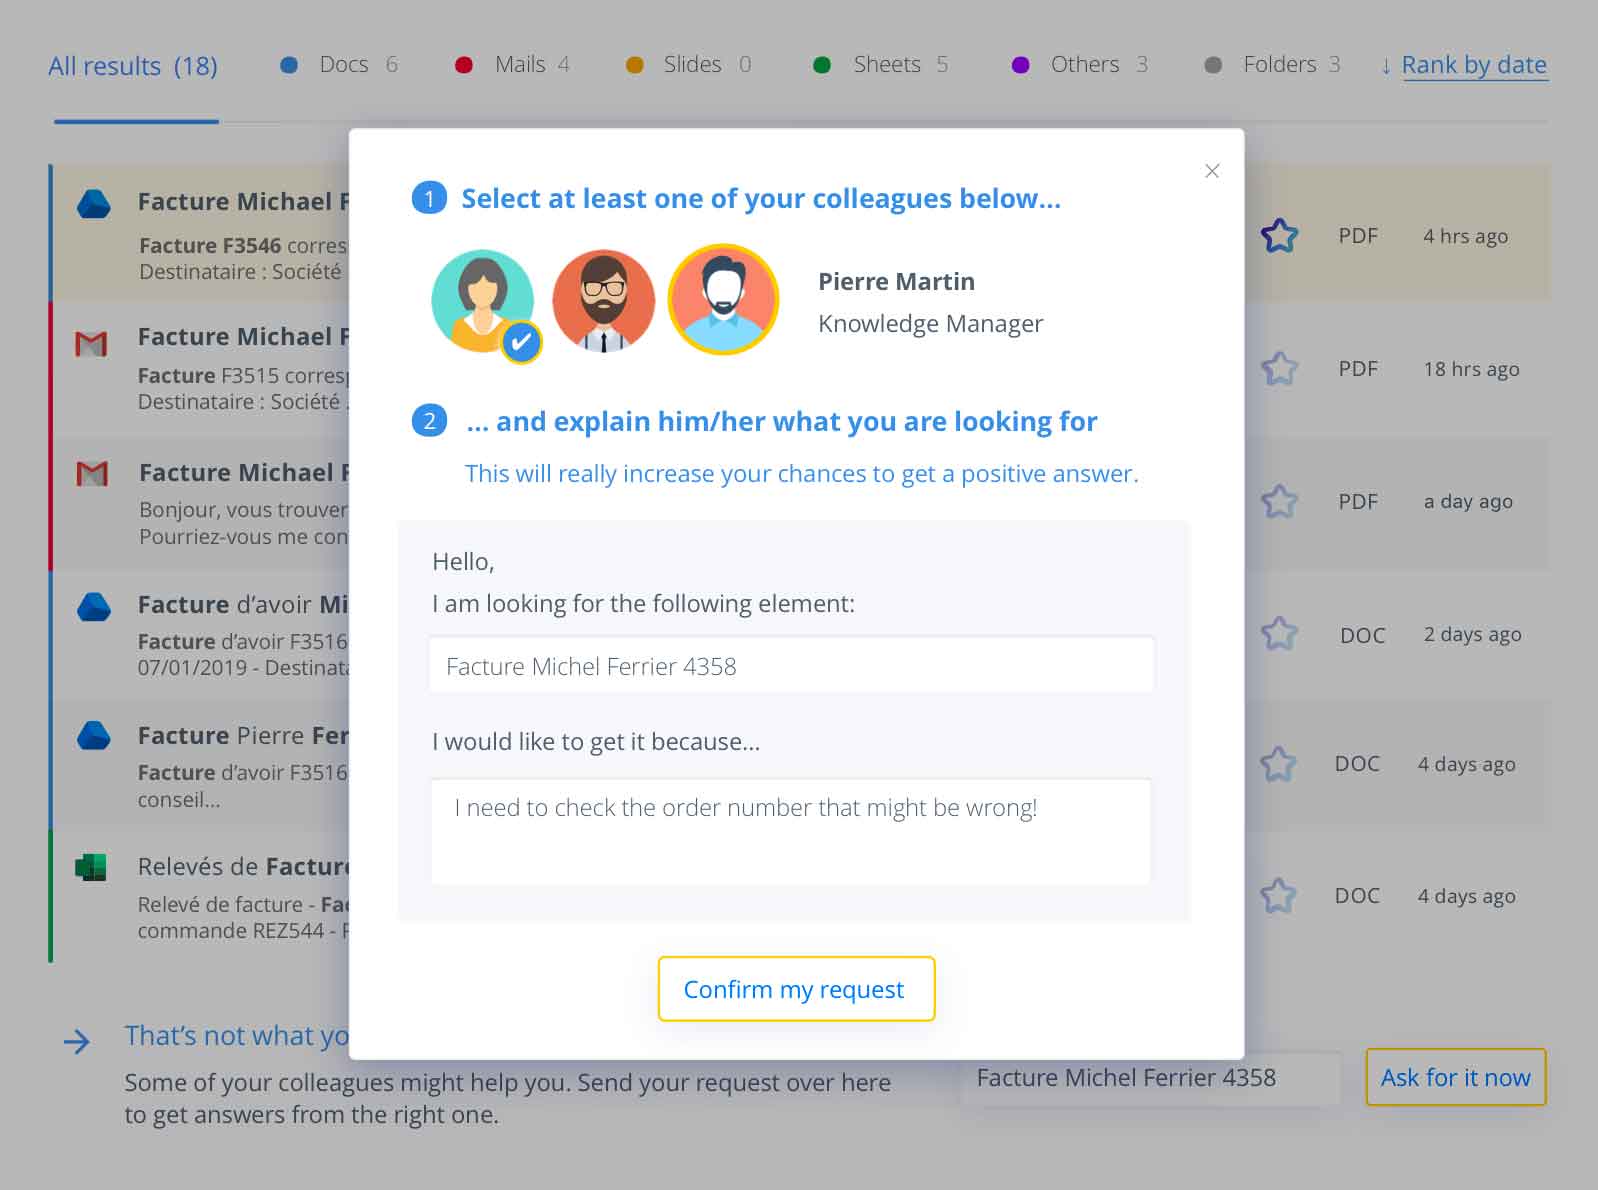 All results (18)
Docs 6
Mails 4
Slides 0
Sheets 5
Others 3
Folders 3
↓ Rank by date
1 Select at least one of your colleagues below...
Pierre Martin
Knowledge Manager
2 ... and explain him/her what you are looking for
This will really increase your chances to get a positive answer.
Hello,
I am looking for the following element:
Facture Michel Ferrier 4358
I would like to get it because...
I need to check the order number that might be wrong!
Confirm my request
Facture Michael F
Facture F3546 corres
Destinataire : Société
PDF
4 hrs ago
Facture Michael F
Facture F3515 corresp
Destinataire : Société
PDF
18 hrs ago
Facture Michael F
Bonjour, vous trouver
Pourriez-vous me con
PDF
a day ago
Facture d’avoir Mi
Facture d’avoir F3516
07/01/2019 - Destinata
DOC
2 days ago
Facture Pierre Fer
Facture d’avoir F3516
conseil...
DOC
4 days ago
Relevés de Facture
Relevé de facture - Fac
commande REZ544 - F
DOC
4 days ago
That’s not what yo
Some of your colleagues might help you. Send your request over here
to get answers from the right one.
Facture Michel Ferrier 4358
Ask for it now